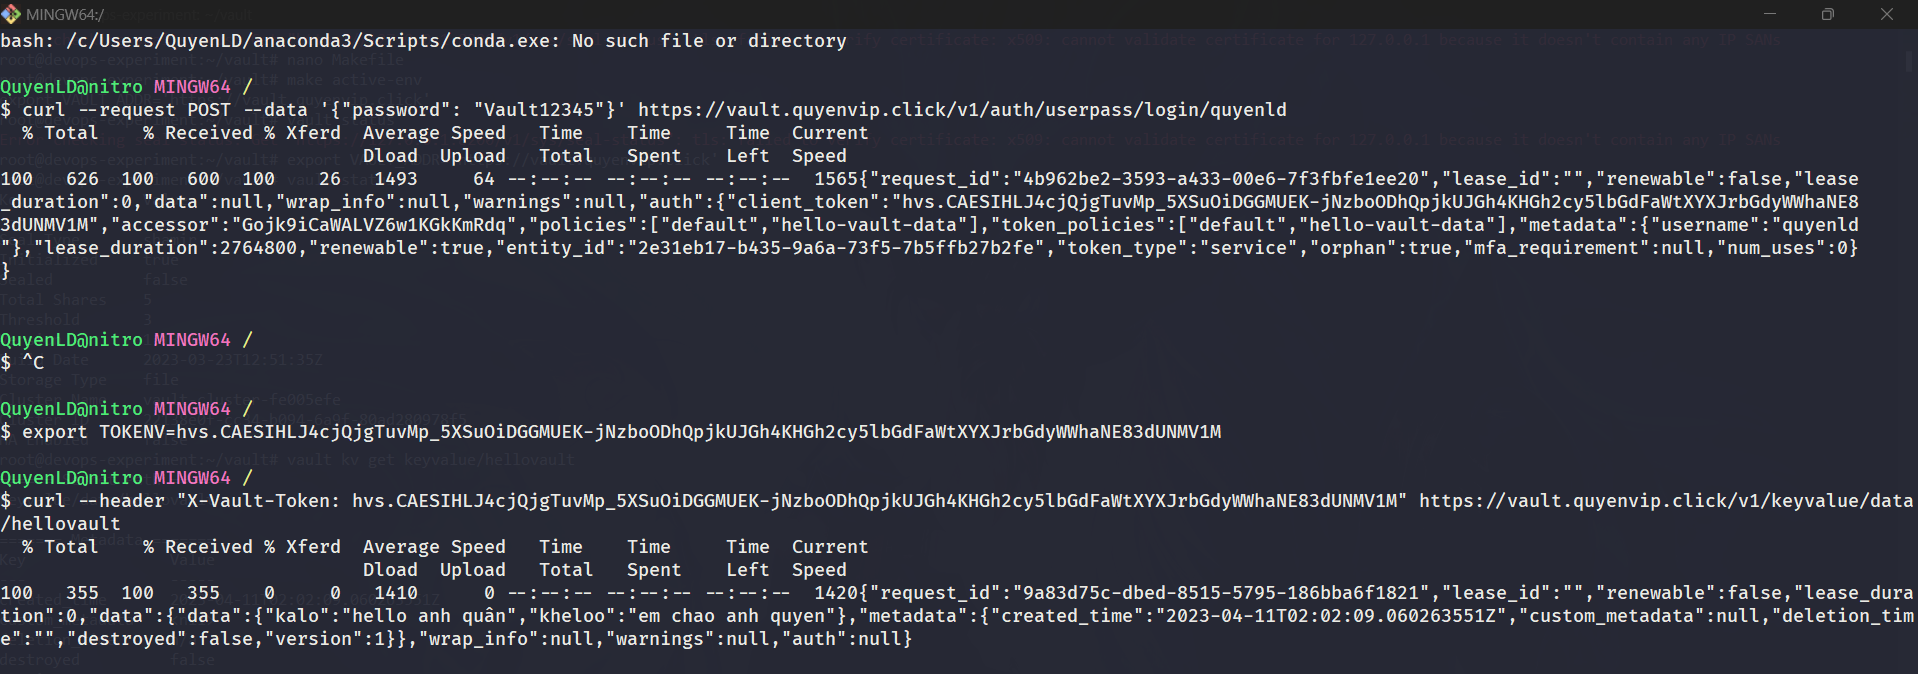 MINGW64:/
bash: /c/Users/QuyenLD/anaconda3/Scripts/conda.exe: No such file or directory
QuyenLD@nitro MINGW64 /
$ curl --request POST --data '{"password": "Vault12345"}' https://vault.quyenvip.click/v1/auth/userpass/login/quyenld
% Total % Received % Xferd Average Speed Time Time Time Current
Dload Upload Total Spent Left Speed
100 626 100 600 100 26 1493 64 --:--:-- --:--:-- --:--:-- 1565{"request_id":"4b962be2-3593-a433-00e6-7f3fbfe1ee20","lease_id":"","renewable":false,"lease
_duration":0,"data":null,"wrap_info":null,"warnings":null,"auth":{"client_token":"hvs.CAESIHLJ4cjQjgTuvMp_5XSuOiDGGMUEK-jNzboODhQpjkUJGh4KHGh2cy5lbGdFaWtXYXJrbGdyWWhaNE8
3dUNMV1M","accessor":"Gojk9iCaWALVZ6w1KGkKmRdq","policies":["default","hello-vault-data"],"token_policies":["default","hello-vault-data"],"metadata":{"username":"quyenld
"},"lease_duration":2764800,"renewable":true,"entity_id":"2e31eb17-b435-9a6a-73f5-7b5ffb27b2fe","token_type":"service","orphan":true,"mfa_requirement":null,"num_uses":0}
}
QuyenLD@nitro MINGW64 /
$ ^C
QuyenLD@nitro MINGW64 /
$ export TOKENV=hvs.CAESIHLJ4cjQjgTuvMp_5XSuOiDGGMUEK-jNzboODhQpjkUJGh4KHGh2cy5lbGdFaWtXYXJrbGdyWWhaNE83dUNMV1M
QuyenLD@nitro MINGW64 /
$ curl --header "X-Vault-Token: hvs.CAESIHLJ4cjQjgTuvMp_5XSuOiDGGMUEK-jNzboODhQpjkUJGh4KHGh2cy5lbGdFaWtXYXJrbGdyWWhaNE83dUNMV1M" https://vault.quyenvip.click/v1/keyvalue/data
/hellovault
% Total % Received % Xferd Average Speed Time Time Time Current
Dload Upload Total Spent Left Speed
100 355 100 355 0 0 1410 0 --:--:-- --:--:-- --:--:-- 1420{"request_id":"9a83d75c-dbed-8515-5795-186bba6f1821","lease_id":"","renewable":false,"lease_dura
tion":0,"data":{"data":{"kalo":"hello anh quân","kheloo":"em chao anh quyen"},"metadata":{"created_time":"2023-04-11T02:02:09.060263551Z","custom_metadata":null,"deletion_tim
e":"","destroyed":false,"version":1}},"wrap_info":null,"warnings":null,"auth":null}